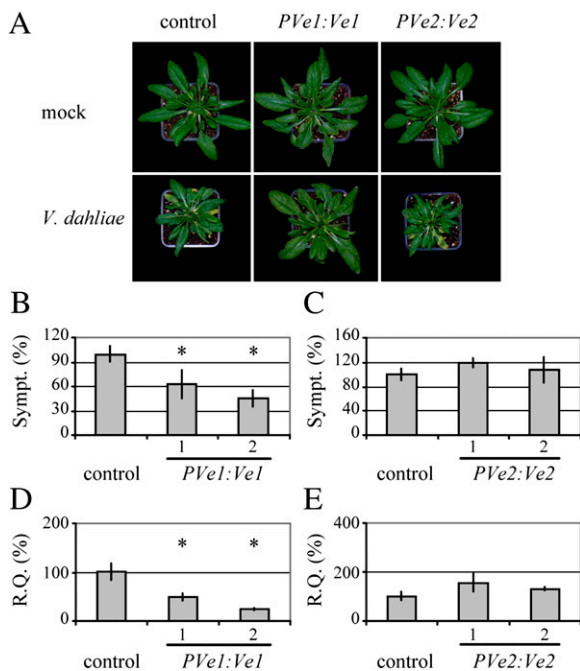 A
control PVe1:Ve1 PVe2:Ve2
mock
V. dahliae
B
Sympt. (%)
120
90
60
30
0
* *
1 2
control PVe1:Ve1
C
Sympt. (%)
160
120
80
40
0
1 2
control PVe2:Ve2
D
R.Q. (%)
200
100
0
* *
1 2
control PVe1:Ve1
E
R.Q. (%)
400
200
0
1 2
control PVe2:Ve2